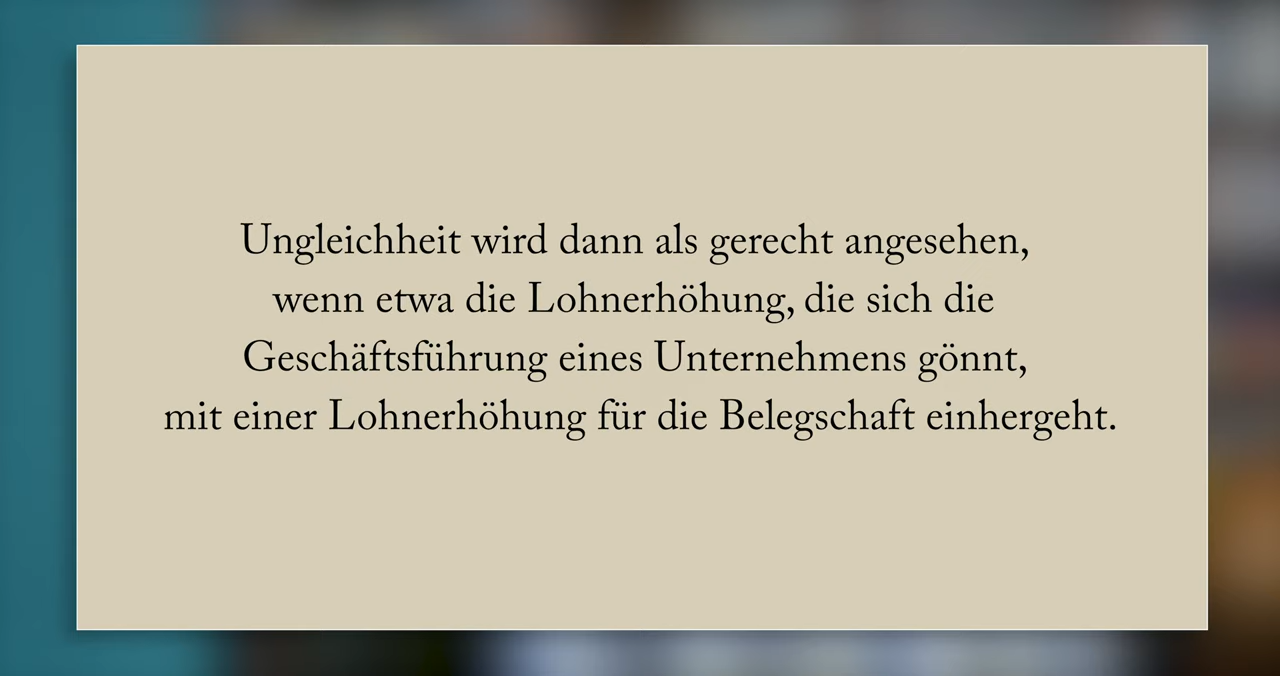 Ungleichheit wird dann als gerecht angesehen,
wenn etwa die Lohnerhöhung, die sich die
Geschäftsführung eines Unternehmens gönnt,
mit einer Lohnerhöhung für die Belegschaft einhergeht.